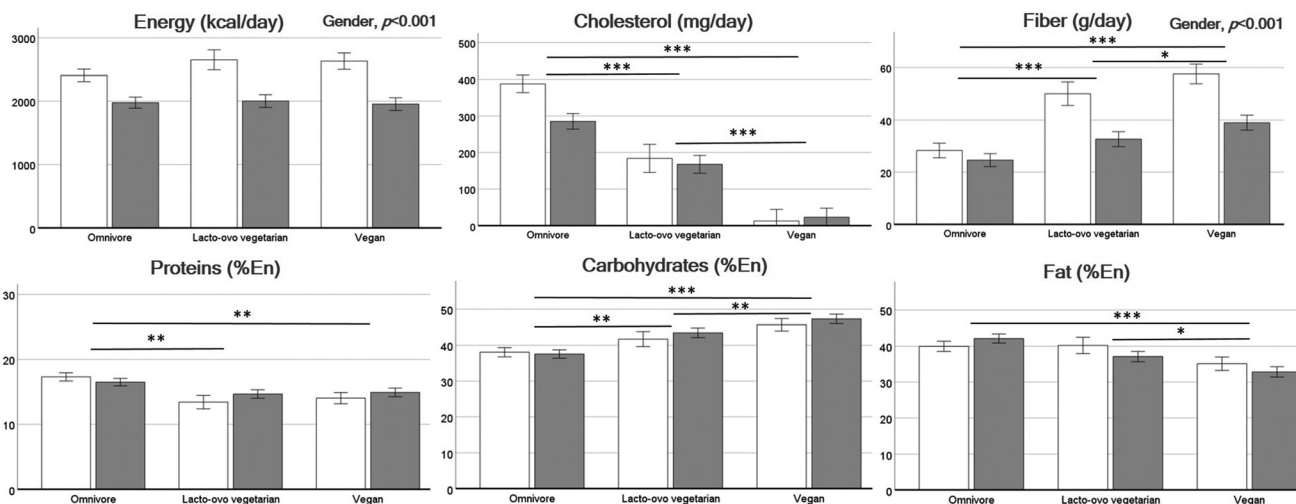 Energy (kcal/day)
Gender, p<0.001
3000
2000
1000
0
Omnivore
Lacto-ovo vegetarian
Vegan
Cholesterol (mg/day)
500
400
300
200
100
0
***
***
***
Omnivore
Lacto-ovo vegetarian
Vegan
Fiber (g/day)
Gender, p<0.001
60
40
20
0
***
***
*
Omnivore
Lacto-ovo vegetarian
Vegan
Proteins (%En)
30
20
10
0
**
**
Omnivore
Lacto-ovo vegetarian
Vegan
Carbohydrates (%En)
50
40
30
20
10
0
***
**
**
Omnivore
Lacto-ovo vegetarian
Vegan
Fat (%En)
50
40
30
20
10
0
***
*
Omnivore
Lacto-ovo vegetarian
Vegan